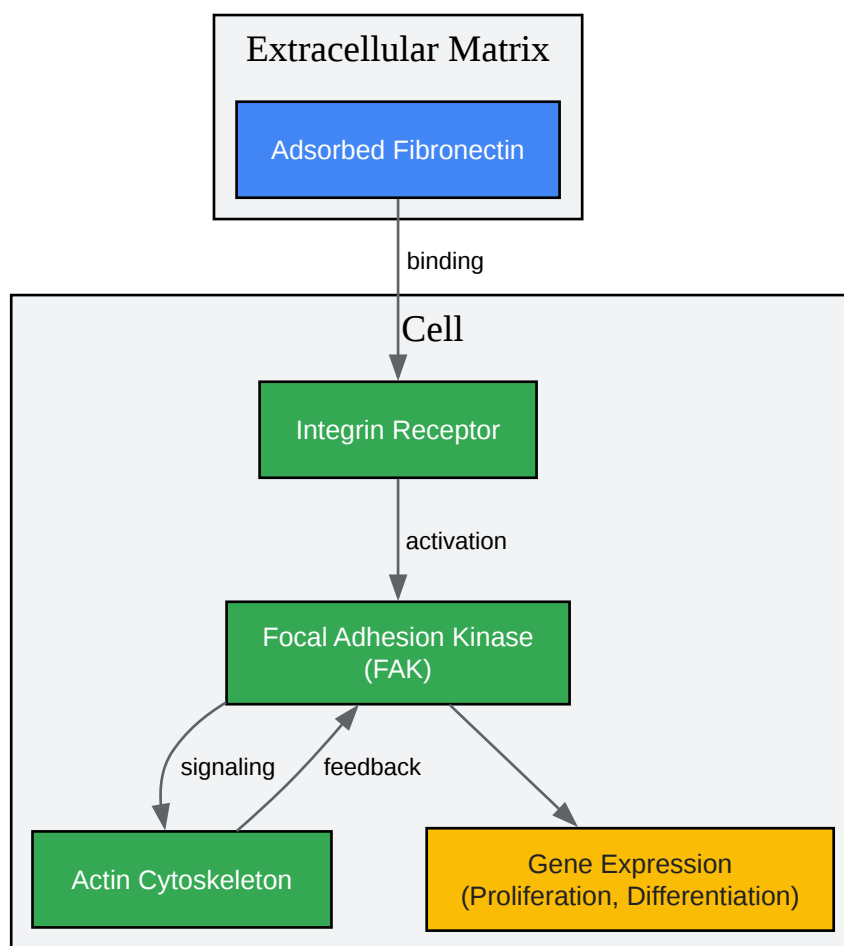 Extracellular Matrix
Adsorbed Fibronectin
binding
Cell
Integrin Receptor
activation
Focal Adhesion Kinase
(FAK)
signaling
feedback
Actin Cytoskeleton
Gene Expression
(Proliferation, Differentiation)